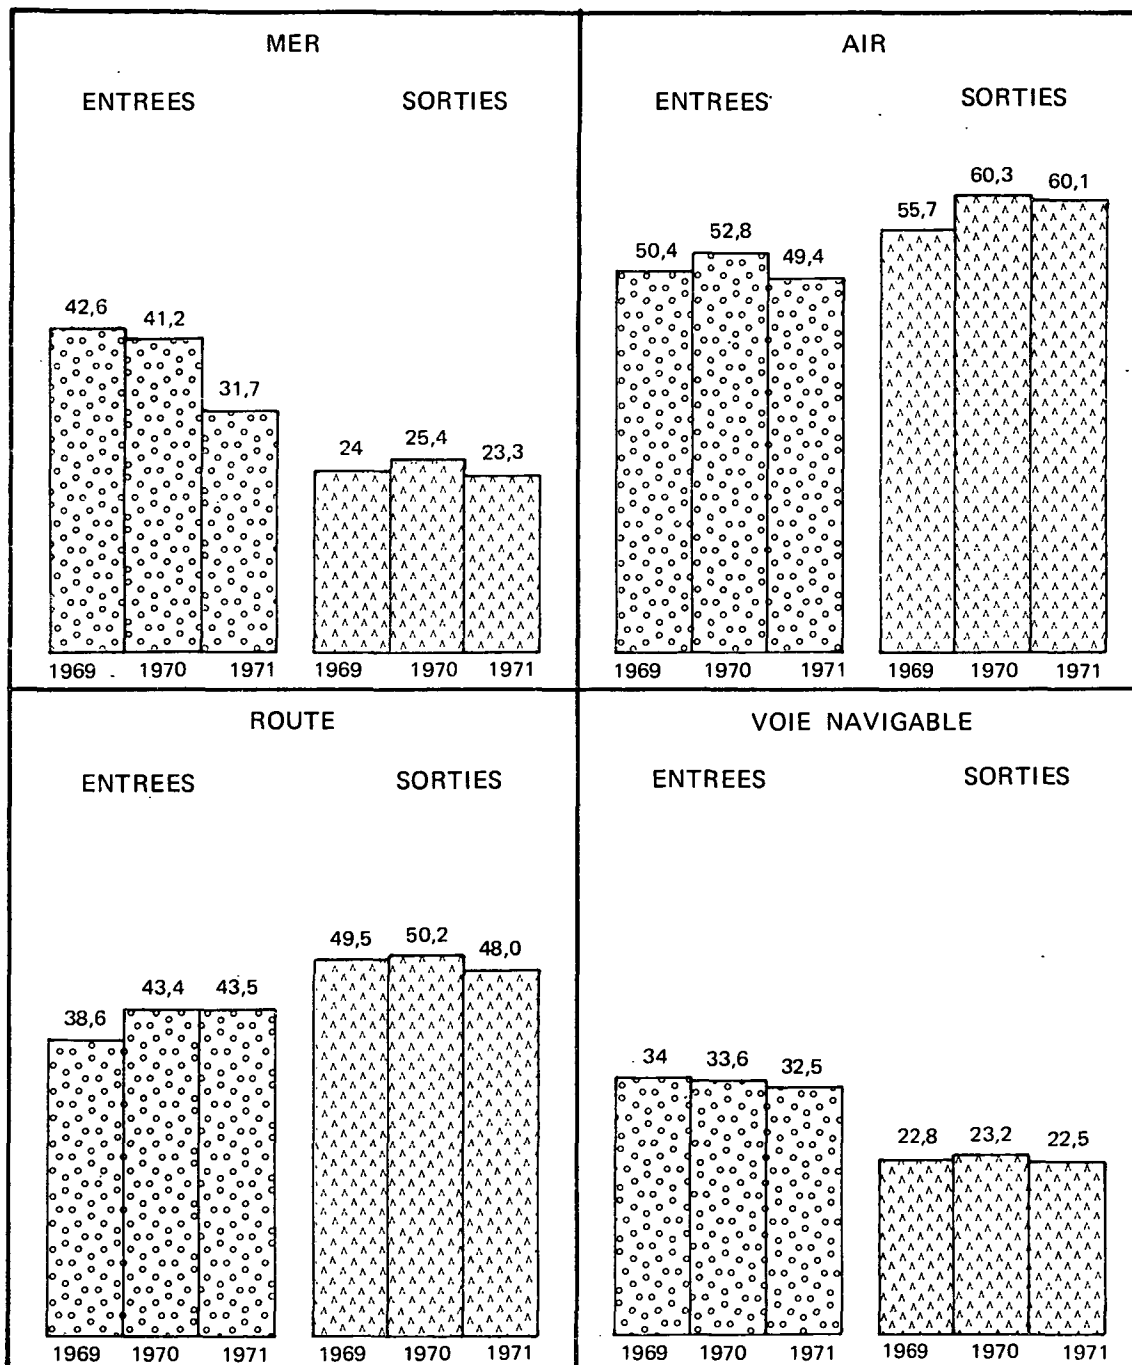 MER
ENTREES SORTIES
42,6 41,2 31,7 24 25,4 23,3
1969 1970 1971 1969 1970 1971
AIR
ENTREES SORTIES
50,4 52,8 49,4 55,7 60,3 60,1
1969 1970 1971 1969 1970 1971
ROUTE
ENTREES SORTIES
38,6 43,4 43,5 49,5 50,2 48,0
1969 1970 1971 1969 1970 1971
VOIE NAVIGABLE
ENTREES SORTIES
34 33,6 32,5 22,8 23,2 22,5
1969 1970 1971 1969 1970 1971